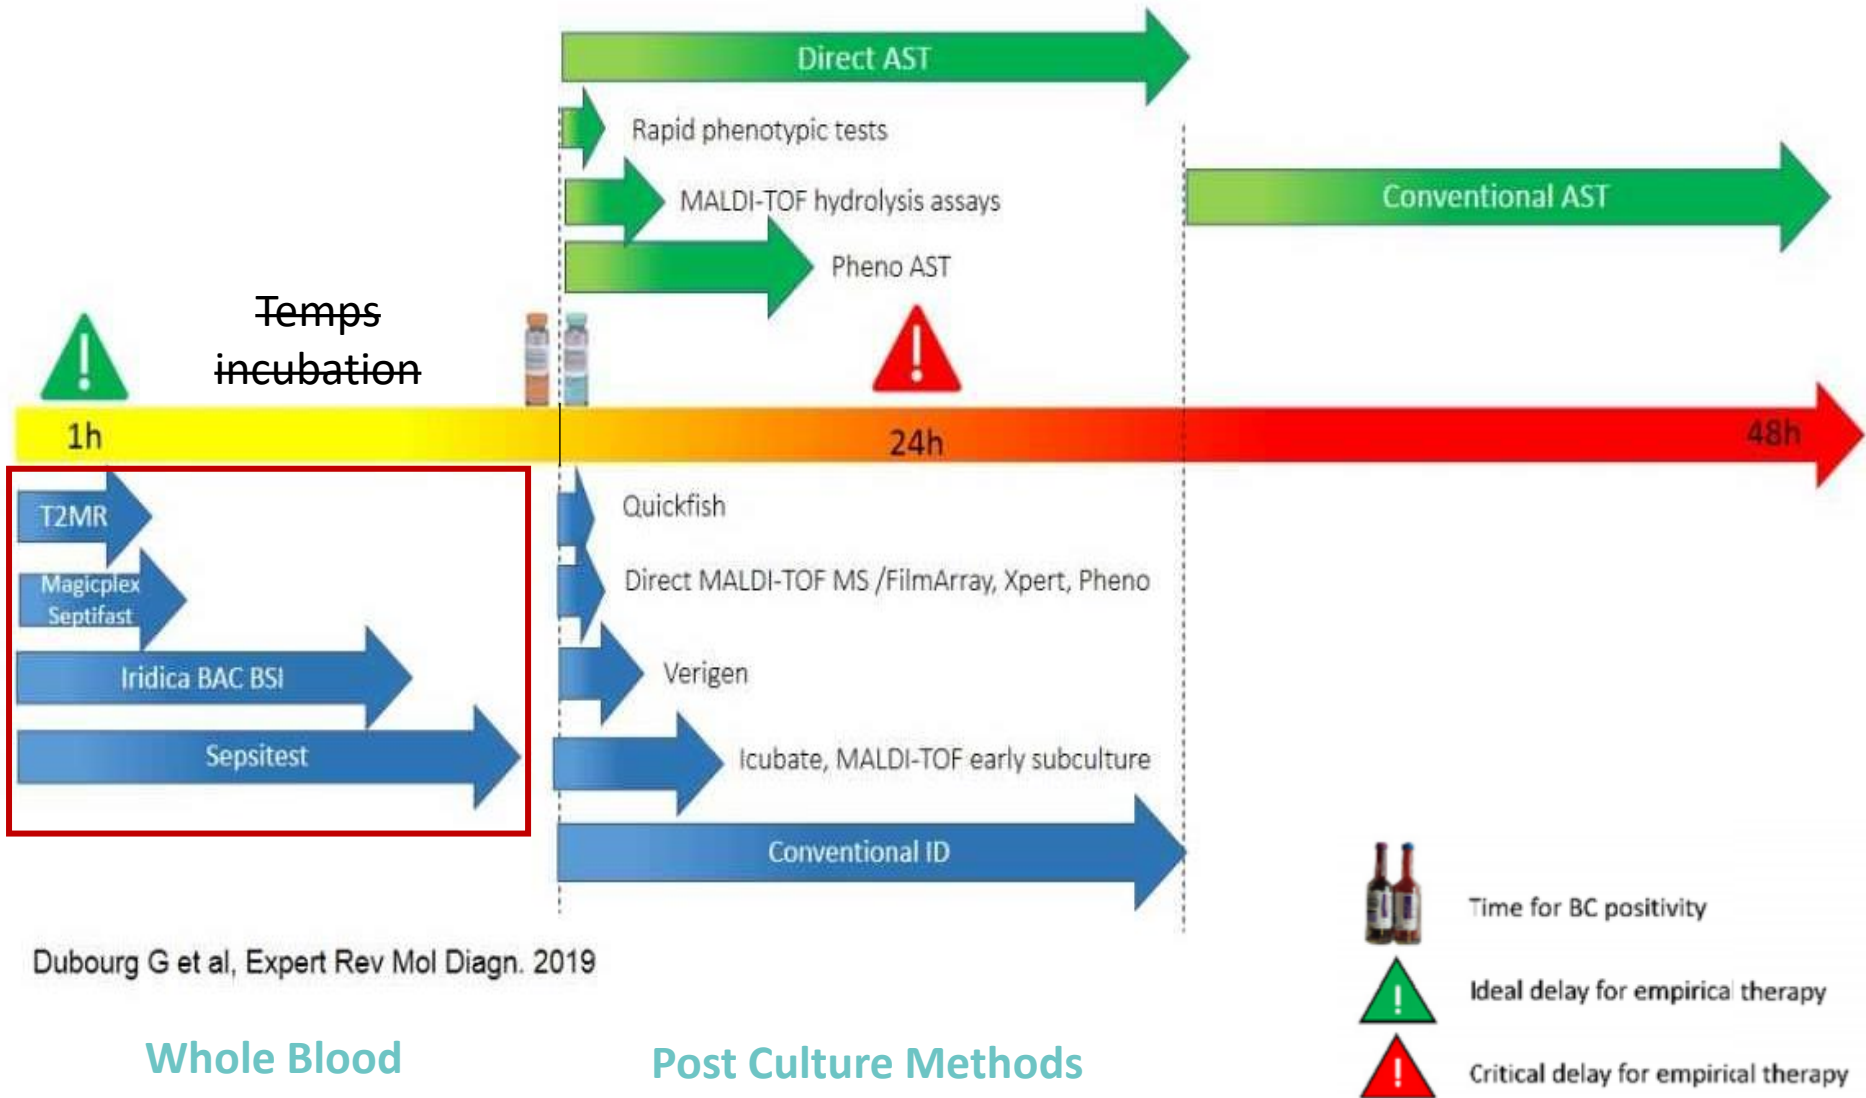 Direct AST
Rapid phenotypic tests
MALDI-TOF hydrolysis assays
Conventional AST
Pheno AST
Temps
incubation
1h
24h
48h
T2MR
Quickfish
Magicplex
Septifast
Direct MALDI-TOF MS /FilmArray, Xpert, Pheno
Iridica BAC BSI
Verigen
Sepsitest
Icubate, MALDI-TOF early subculture
Conventional ID
Time for BC positivity
Dubourg G et al, Expert Rev Mol Diagn. 2019
Ideal delay for empirical therapy
Whole Blood
Post Culture Methods
Critical delay for empirical therapy